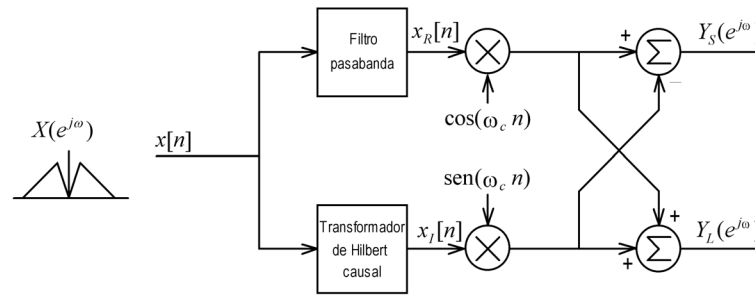 X(e^{jω})
x[n]
Filtro
pasabanda
x_R[n]
cos(ω_c n)
+
Σ
−
Y_S(e^{jω}
sen(ω_c n)
Transformador
de Hilbert
causal
x_I[n]
+
+
Σ
Y_L(e^{jω})